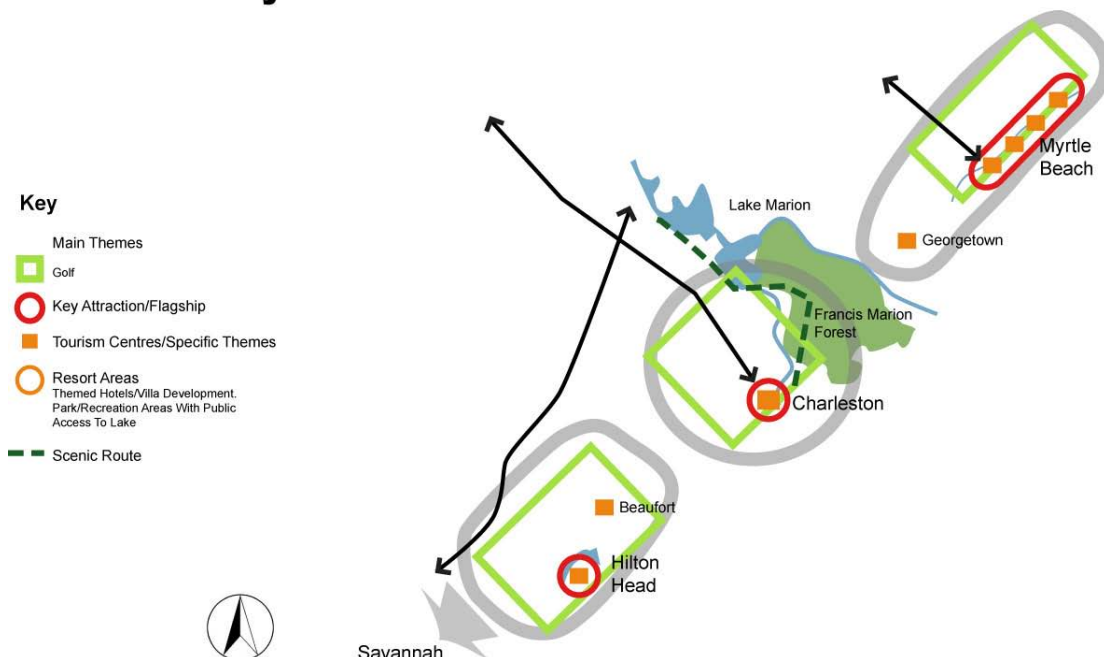 Key
Main Themes
Golf
Key Attraction/Flagship
Tourism Centres/Specific Themes
Resort Areas
Themed Hotels/Villa Development.
Park/Recreation Areas With Public
Access To Lake
Scenic Route
Myrtle
Beach
Lake Marion
Georgetown
Francis Marion
Forest
Charleston
Beaufort
Hilton
Head
Savannah